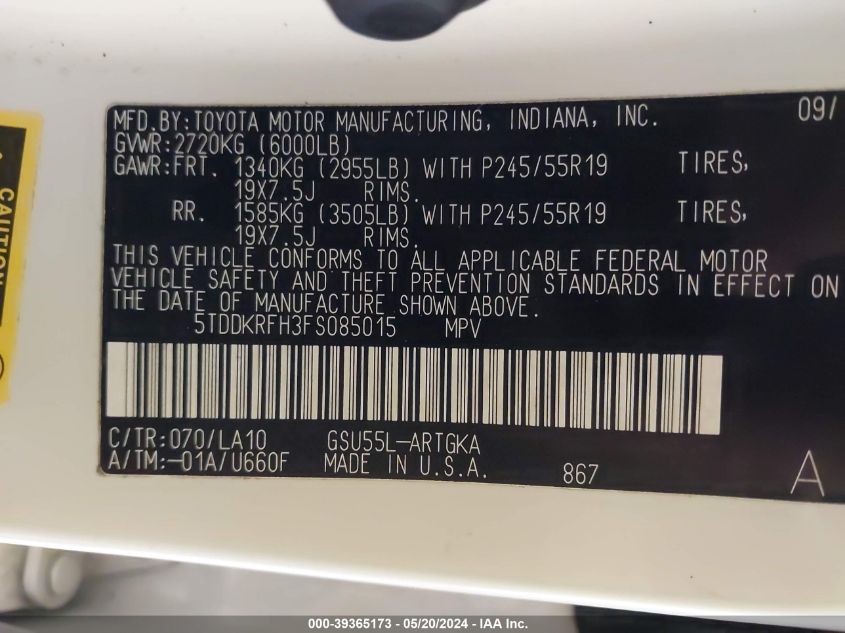 MFD.BY:TOYOTA MOTOR MANUFACTURING, INDIANA, INC. 09/
GVWR:2720KG (6000LB)
GAWR:FRT. 1340KG (2955LB) WITH P245/55R19 TIRES,
19X7.5J RIMS.
RR. 1585KG (3505LB) WITH P245/55R19 TIRES,
19X7.5J RIMS.
THIS VEHICLE CONFORMS TO ALL APPLICABLE FEDERAL MOTOR
VEHICLE SAFETY AND THEFT PREVENTION STANDARDS IN EFFECT ON
THE DATE OF MANUFACTURE SHOWN ABOVE.
5TDDKRFH3FS085015 MPV
C/TR:070/LA10 GSU55L-ARTGKA
A/TM:-01A/U660F MADE IN U.S.A. 867 A
CAUTION
000-39365173 — 05/20/2024 — IAA Inc.